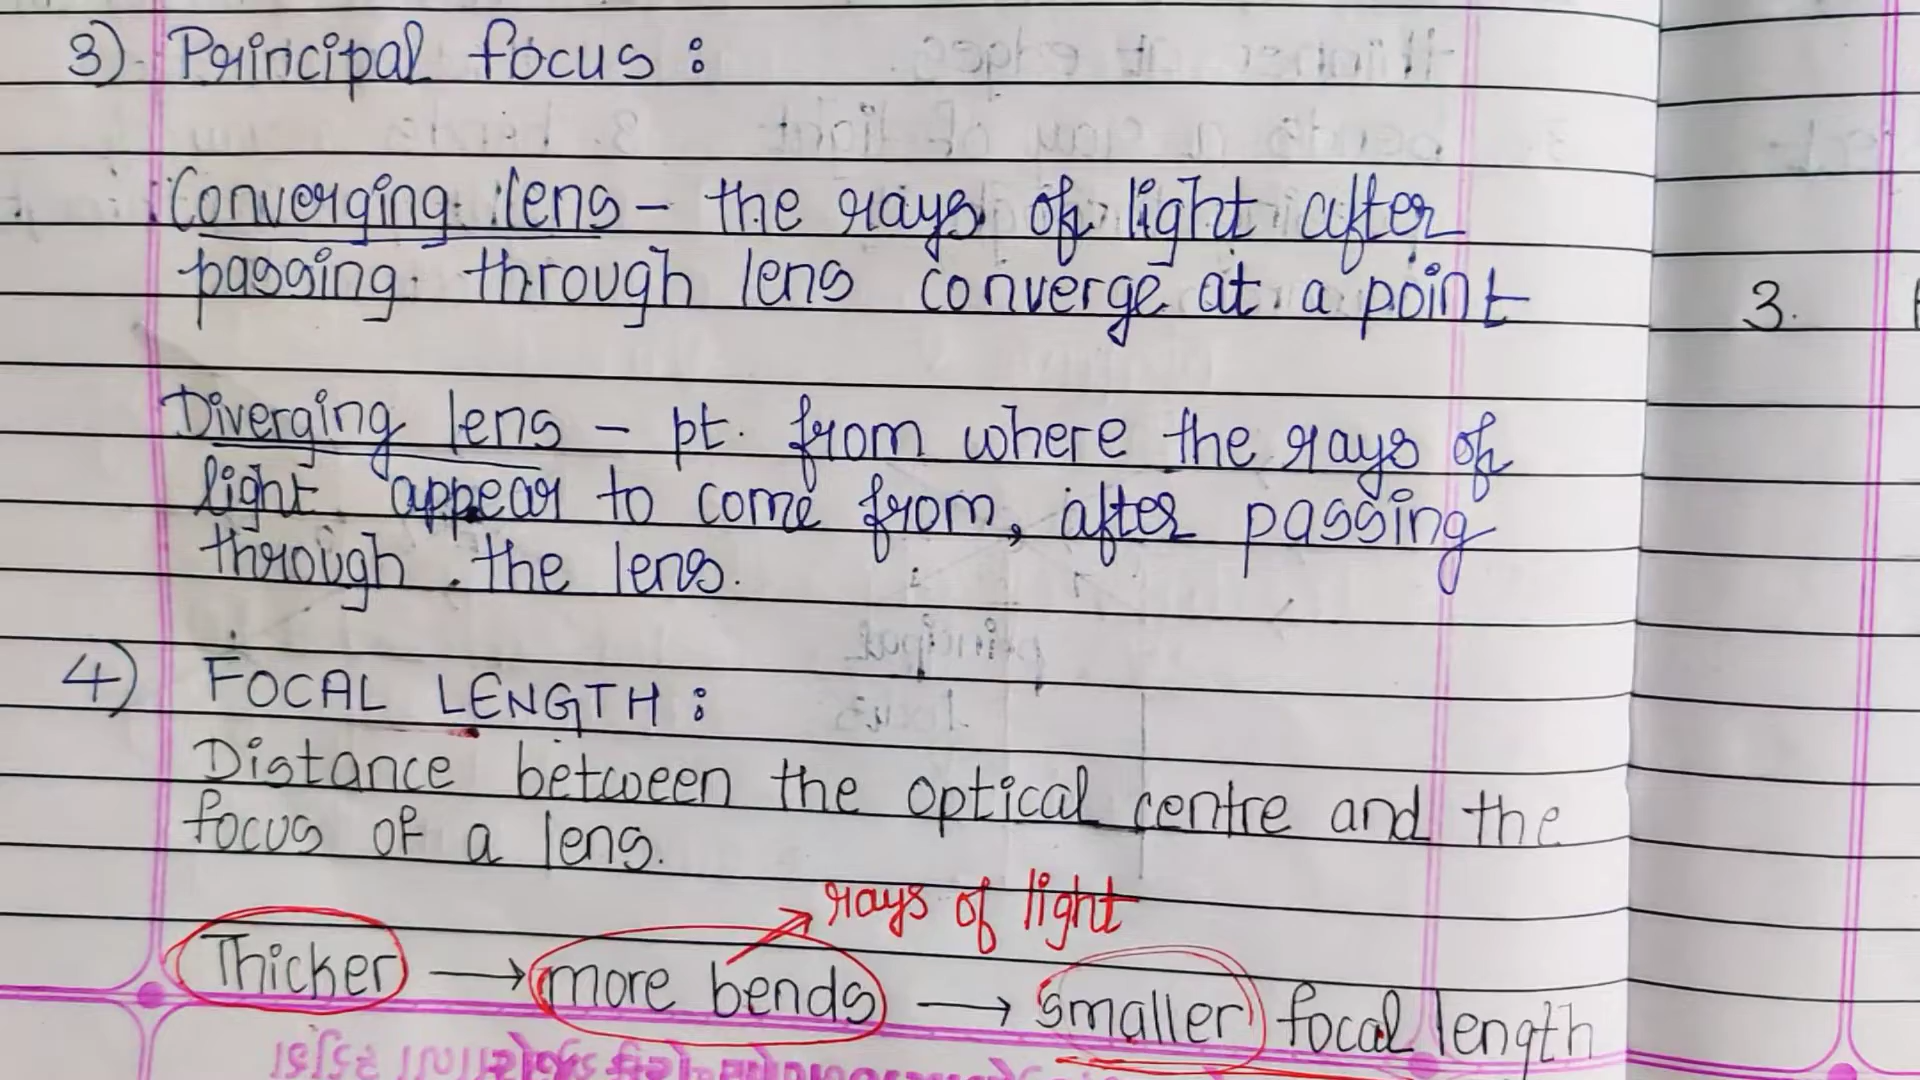 3) Principal focus :
Converging lens - the rays of light after
passing through lens converge at a point
Diverging lens - pt. from where the rays of
light appear to come from, after passing
through the lens.
4) FOCAL LENGTH :
Distance between the optical centre and the
focus of a lens.
rays of light
Thicker → more bends → smaller focal length
3.